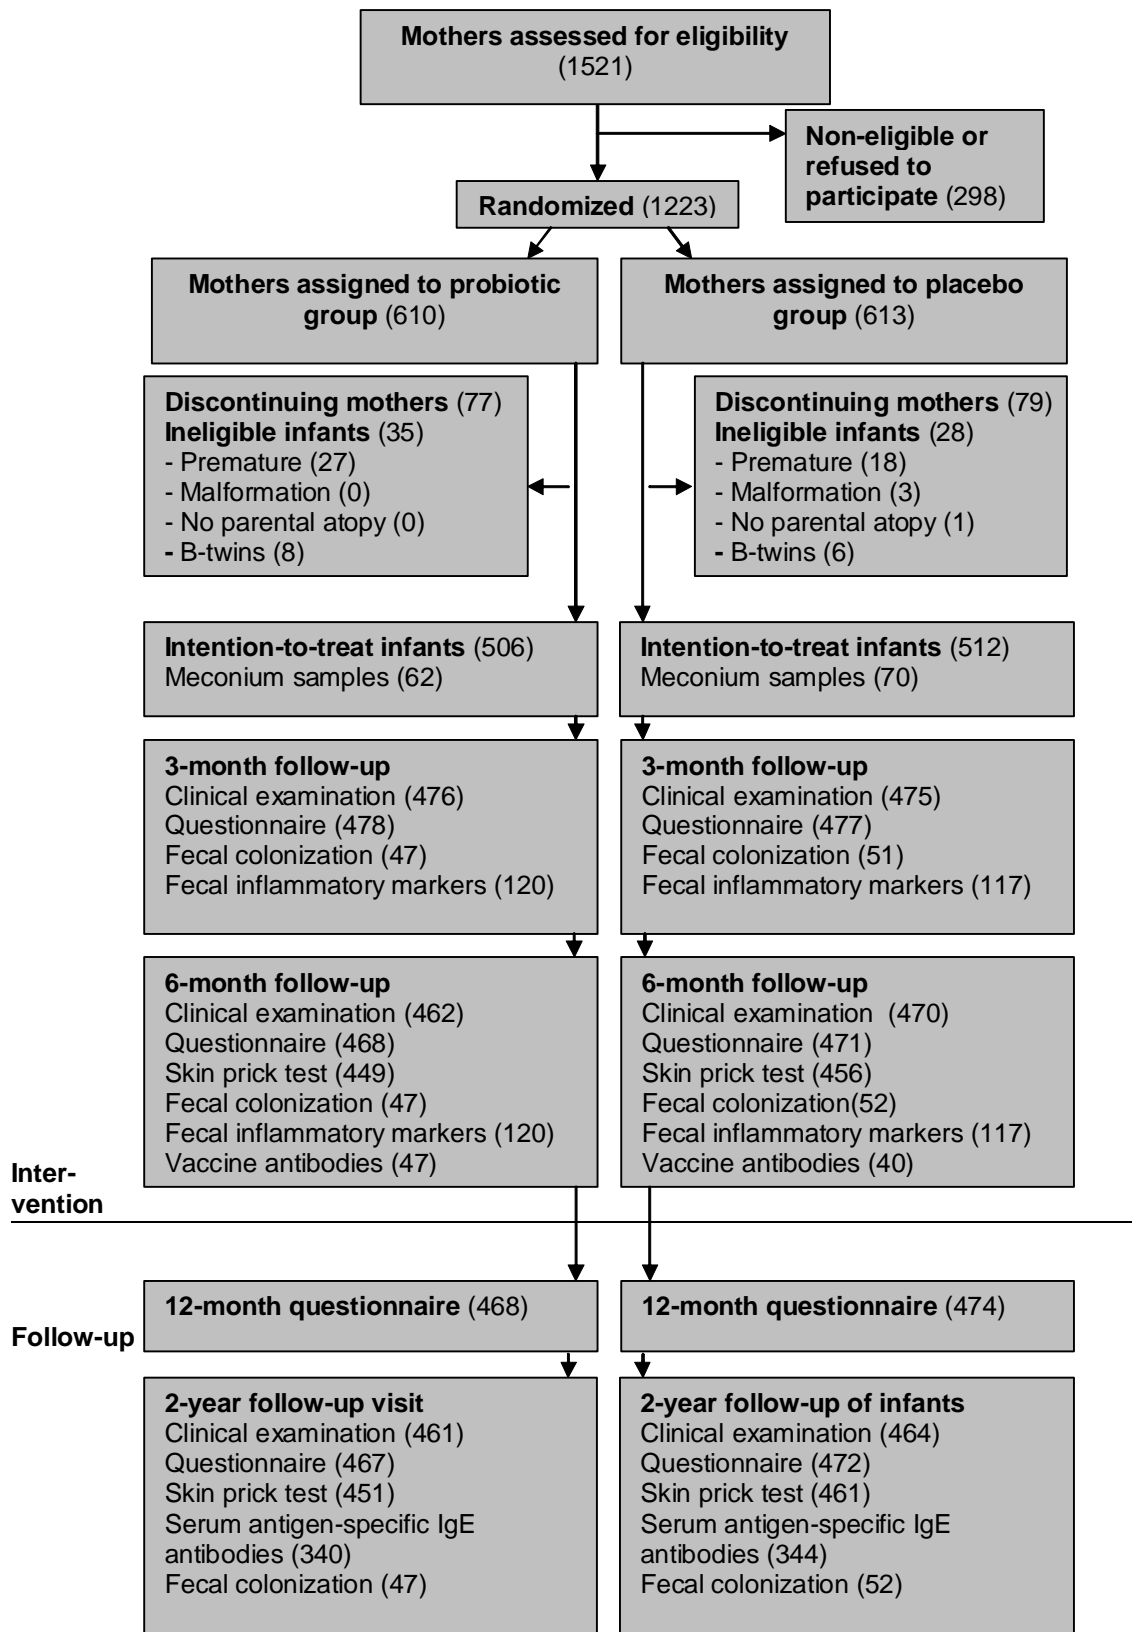 Mothers assessed for eligibility
(1521)
Non-eligible or
refused to
participate (298)
Randomized (1223)
Mothers assigned to probiotic
group (610)
Mothers assigned to placebo
group (613)
Discontinuing mothers (77)
Ineligible infants (35)
- Premature (27)
- Malformation (0)
- No parental atopy (0)
- B-twins (8)
Discontinuing mothers (79)
Ineligible infants (28)
- Premature (18)
- Malformation (3)
- No parental atopy (1)
- B-twins (6)
Intention-to-treat infants (506)
Meconium samples (62)
Intention-to-treat infants (512)
Meconium samples (70)
3-month follow-up
Clinical examination (476)
Questionnaire (478)
Fecal colonization (47)
Fecal inflammatory markers (120)
3-month follow-up
Clinical examination (475)
Questionnaire (477)
Fecal colonization (51)
Fecal inflammatory markers (117)
6-month follow-up
Clinical examination (462)
Questionnaire (468)
Skin prick test (449)
Fecal colonization (47)
Fecal inflammatory markers (120)
Vaccine antibodies (47)
6-month follow-up
Clinical examination (470)
Questionnaire (471)
Skin prick test (456)
Fecal colonization(52)
Fecal inflammatory markers (117)
Vaccine antibodies (40)
Inter-
vention
12-month questionnaire (468)
12-month questionnaire (474)
Follow-up
2-year follow-up visit
Clinical examination (461)
Questionnaire (467)
Skin prick test (451)
Serum antigen-specific IgE
antibodies (340)
Fecal colonization (47)
2-year follow-up of infants
Clinical examination (464)
Questionnaire (472)
Skin prick test (461)
Serum antigen-specific IgE
antibodies (344)
Fecal colonization (52)